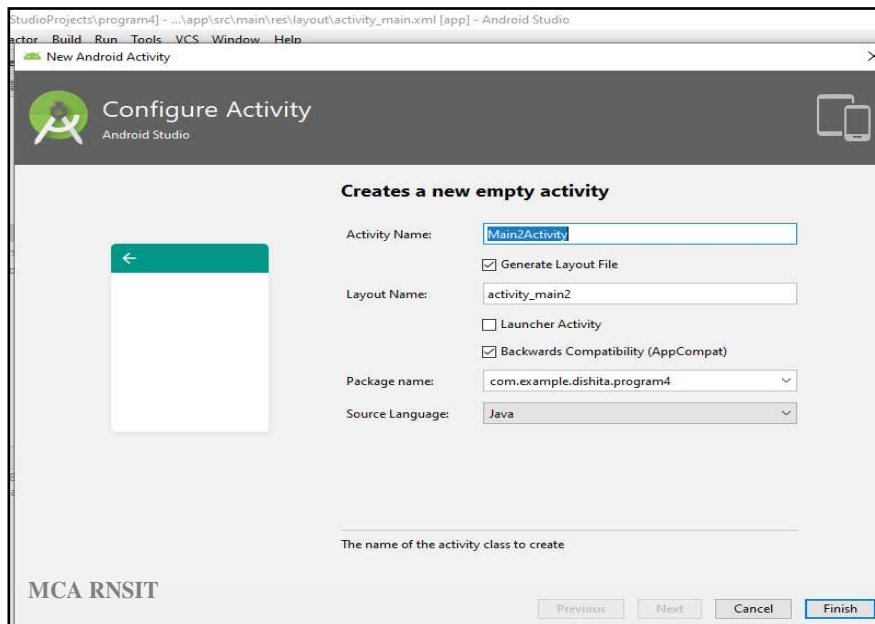 StudioProjects\program4] - ...\app\src\main\res\layout\activity_main.xml [app] - Android Studio
actor Build Run Tools VCS Window Help
New Android Activity
Configure Activity
Android Studio
Creates a new empty activity
Activity Name: Main2Activity
Generate Layout File
Layout Name: activity_main2
Launcher Activity
Backwards Compatibility (AppCompat)
Package name: com.example.dishita.program4
Source Language: Java
The name of the activity class to create
MCA RNSIT
Previous Next Cancel Finish